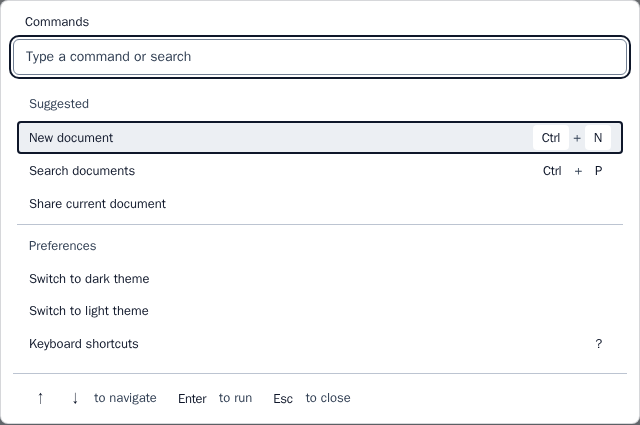 Commands
Type a command or search
Suggested
New document Ctrl + N
Search documents Ctrl + P
Share current document
Preferences
Switch to dark theme
Switch to light theme
Keyboard shortcuts ?
↑ ↓ to navigate Enter to run Esc to close